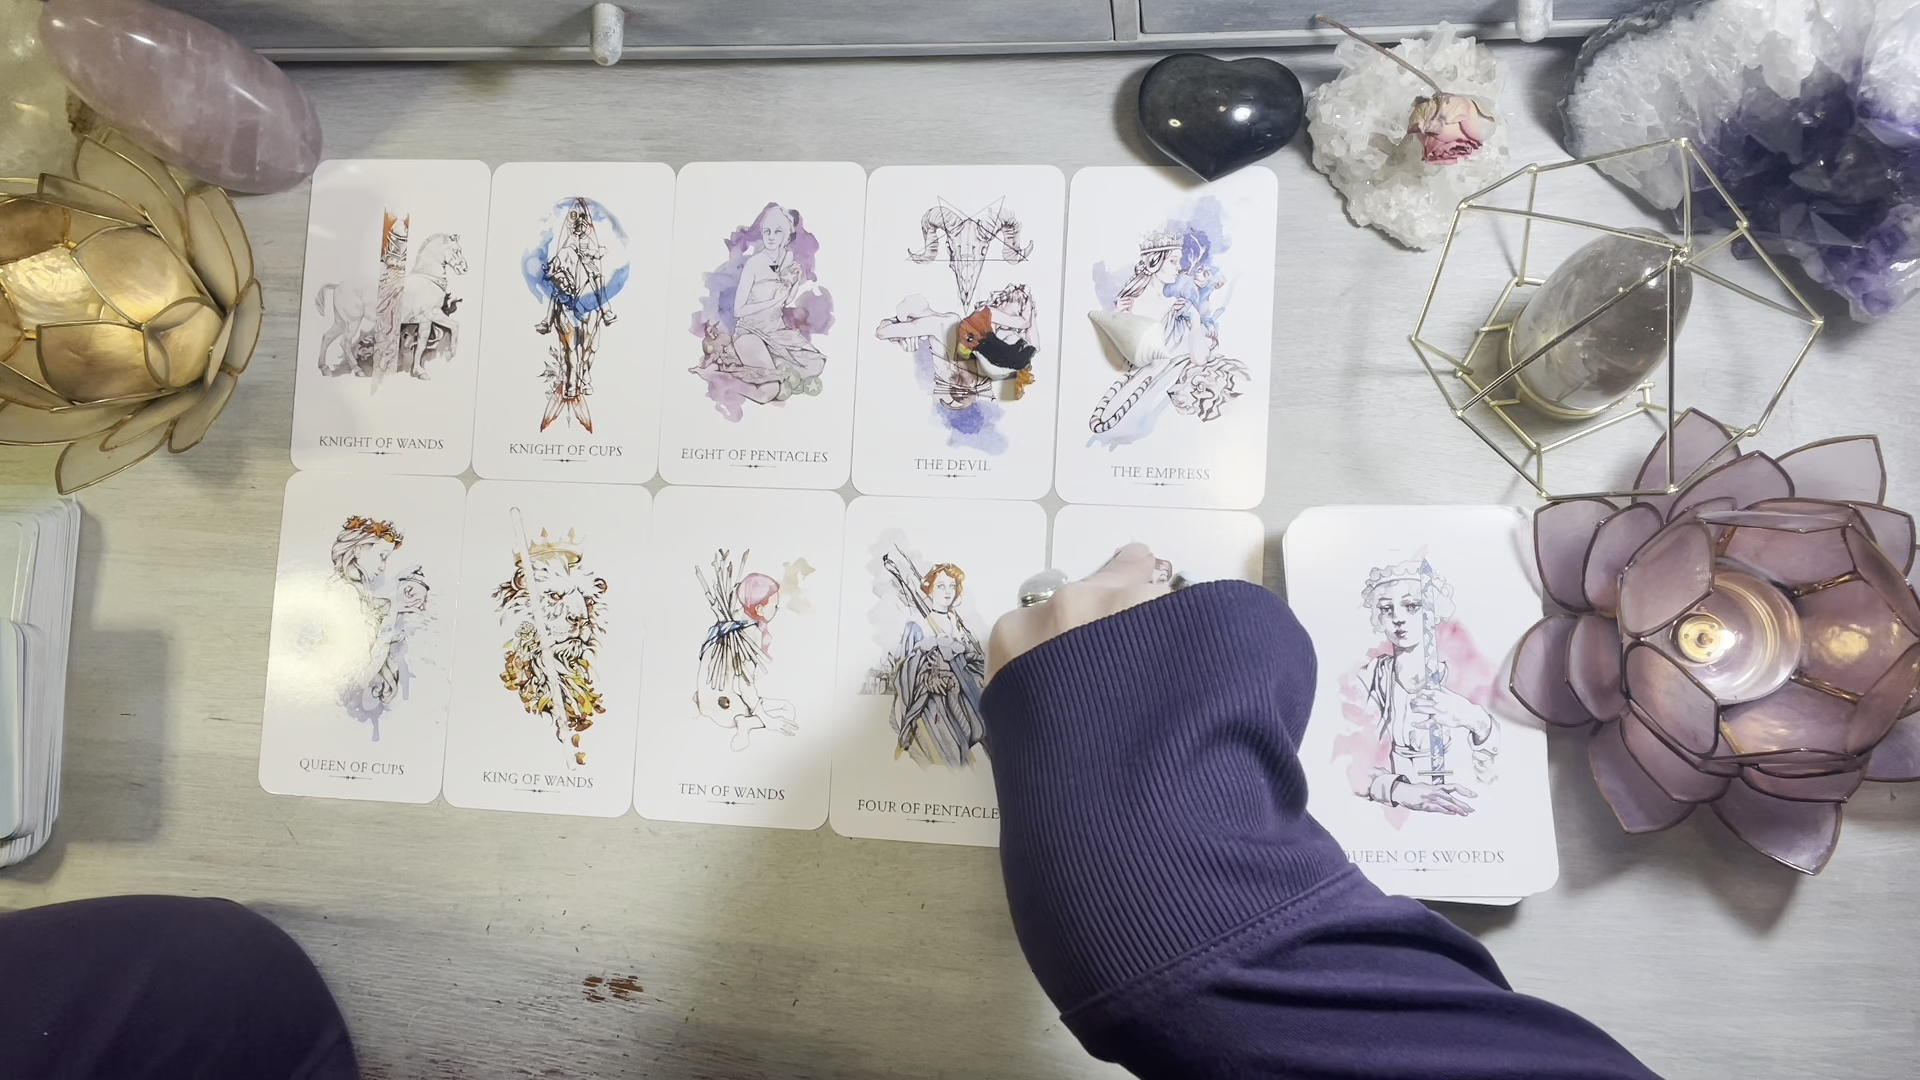 KNIGHT OF WANDS
KNIGHT OF CUPS
EIGHT OF PENTACLES
THE DEVIL
THE EMPRESS
QUEEN OF CUPS
KING OF WANDS
TEN OF WANDS
FOUR OF PENTACLE
QUEEN OF SWORDS